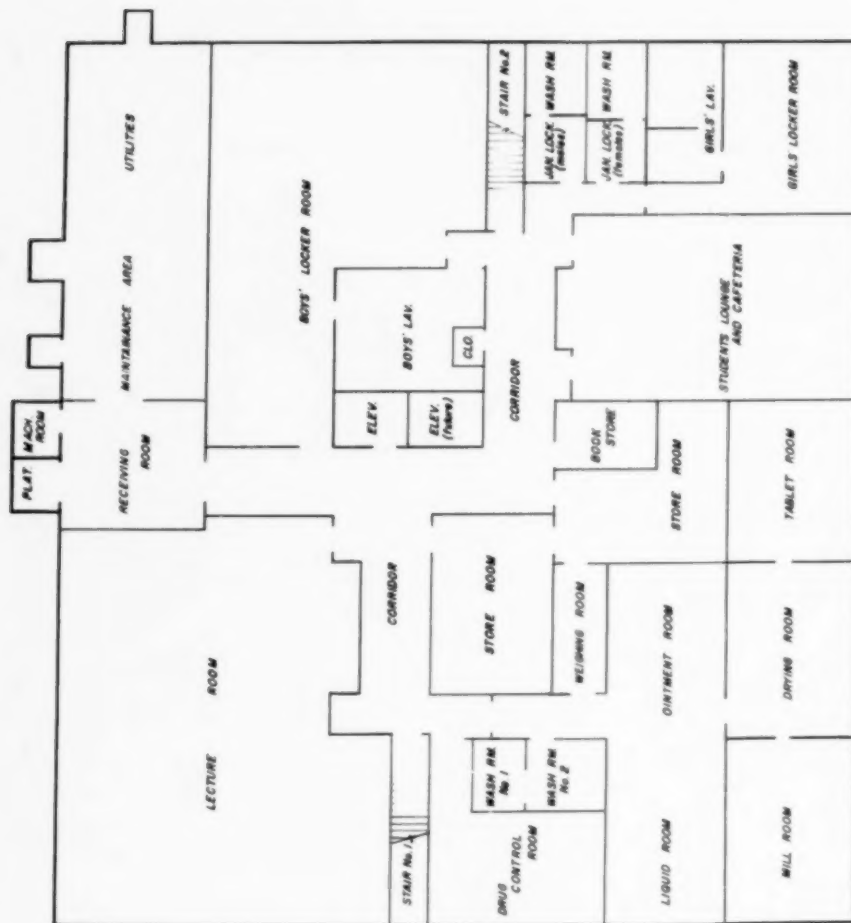 UTILITIES
MAINTAINANCE AREA
MACH.
ROOM
PLAT.
RECEIVING
ROOM
BOYS' LOCKER ROOM
STAIR No.2
WASH RM.
JAN. LOCK.
(males)
WASH RM.
JAN. LOCK.
(females)
GIRLS' LAV.
GIRLS' LOCKER ROOM
BOYS' LAV.
CLO.
ELEV.
ELEV.
(future)
CORRIDOR
STUDENTS LOUNGE
AND CAFETERIA
BOOK
STORE
STORE ROOM
TABLET ROOM
CORRIDOR
STORE ROOM
WEIGHING ROOM
OINTMENT ROOM
DRYING ROOM
LECTURE ROOM
STAIR No.1
WASH RM.
No. 1
WASH RM.
No. 2
DRUG
CONTROL
ROOM
LIQUID ROOM
MILL ROOM